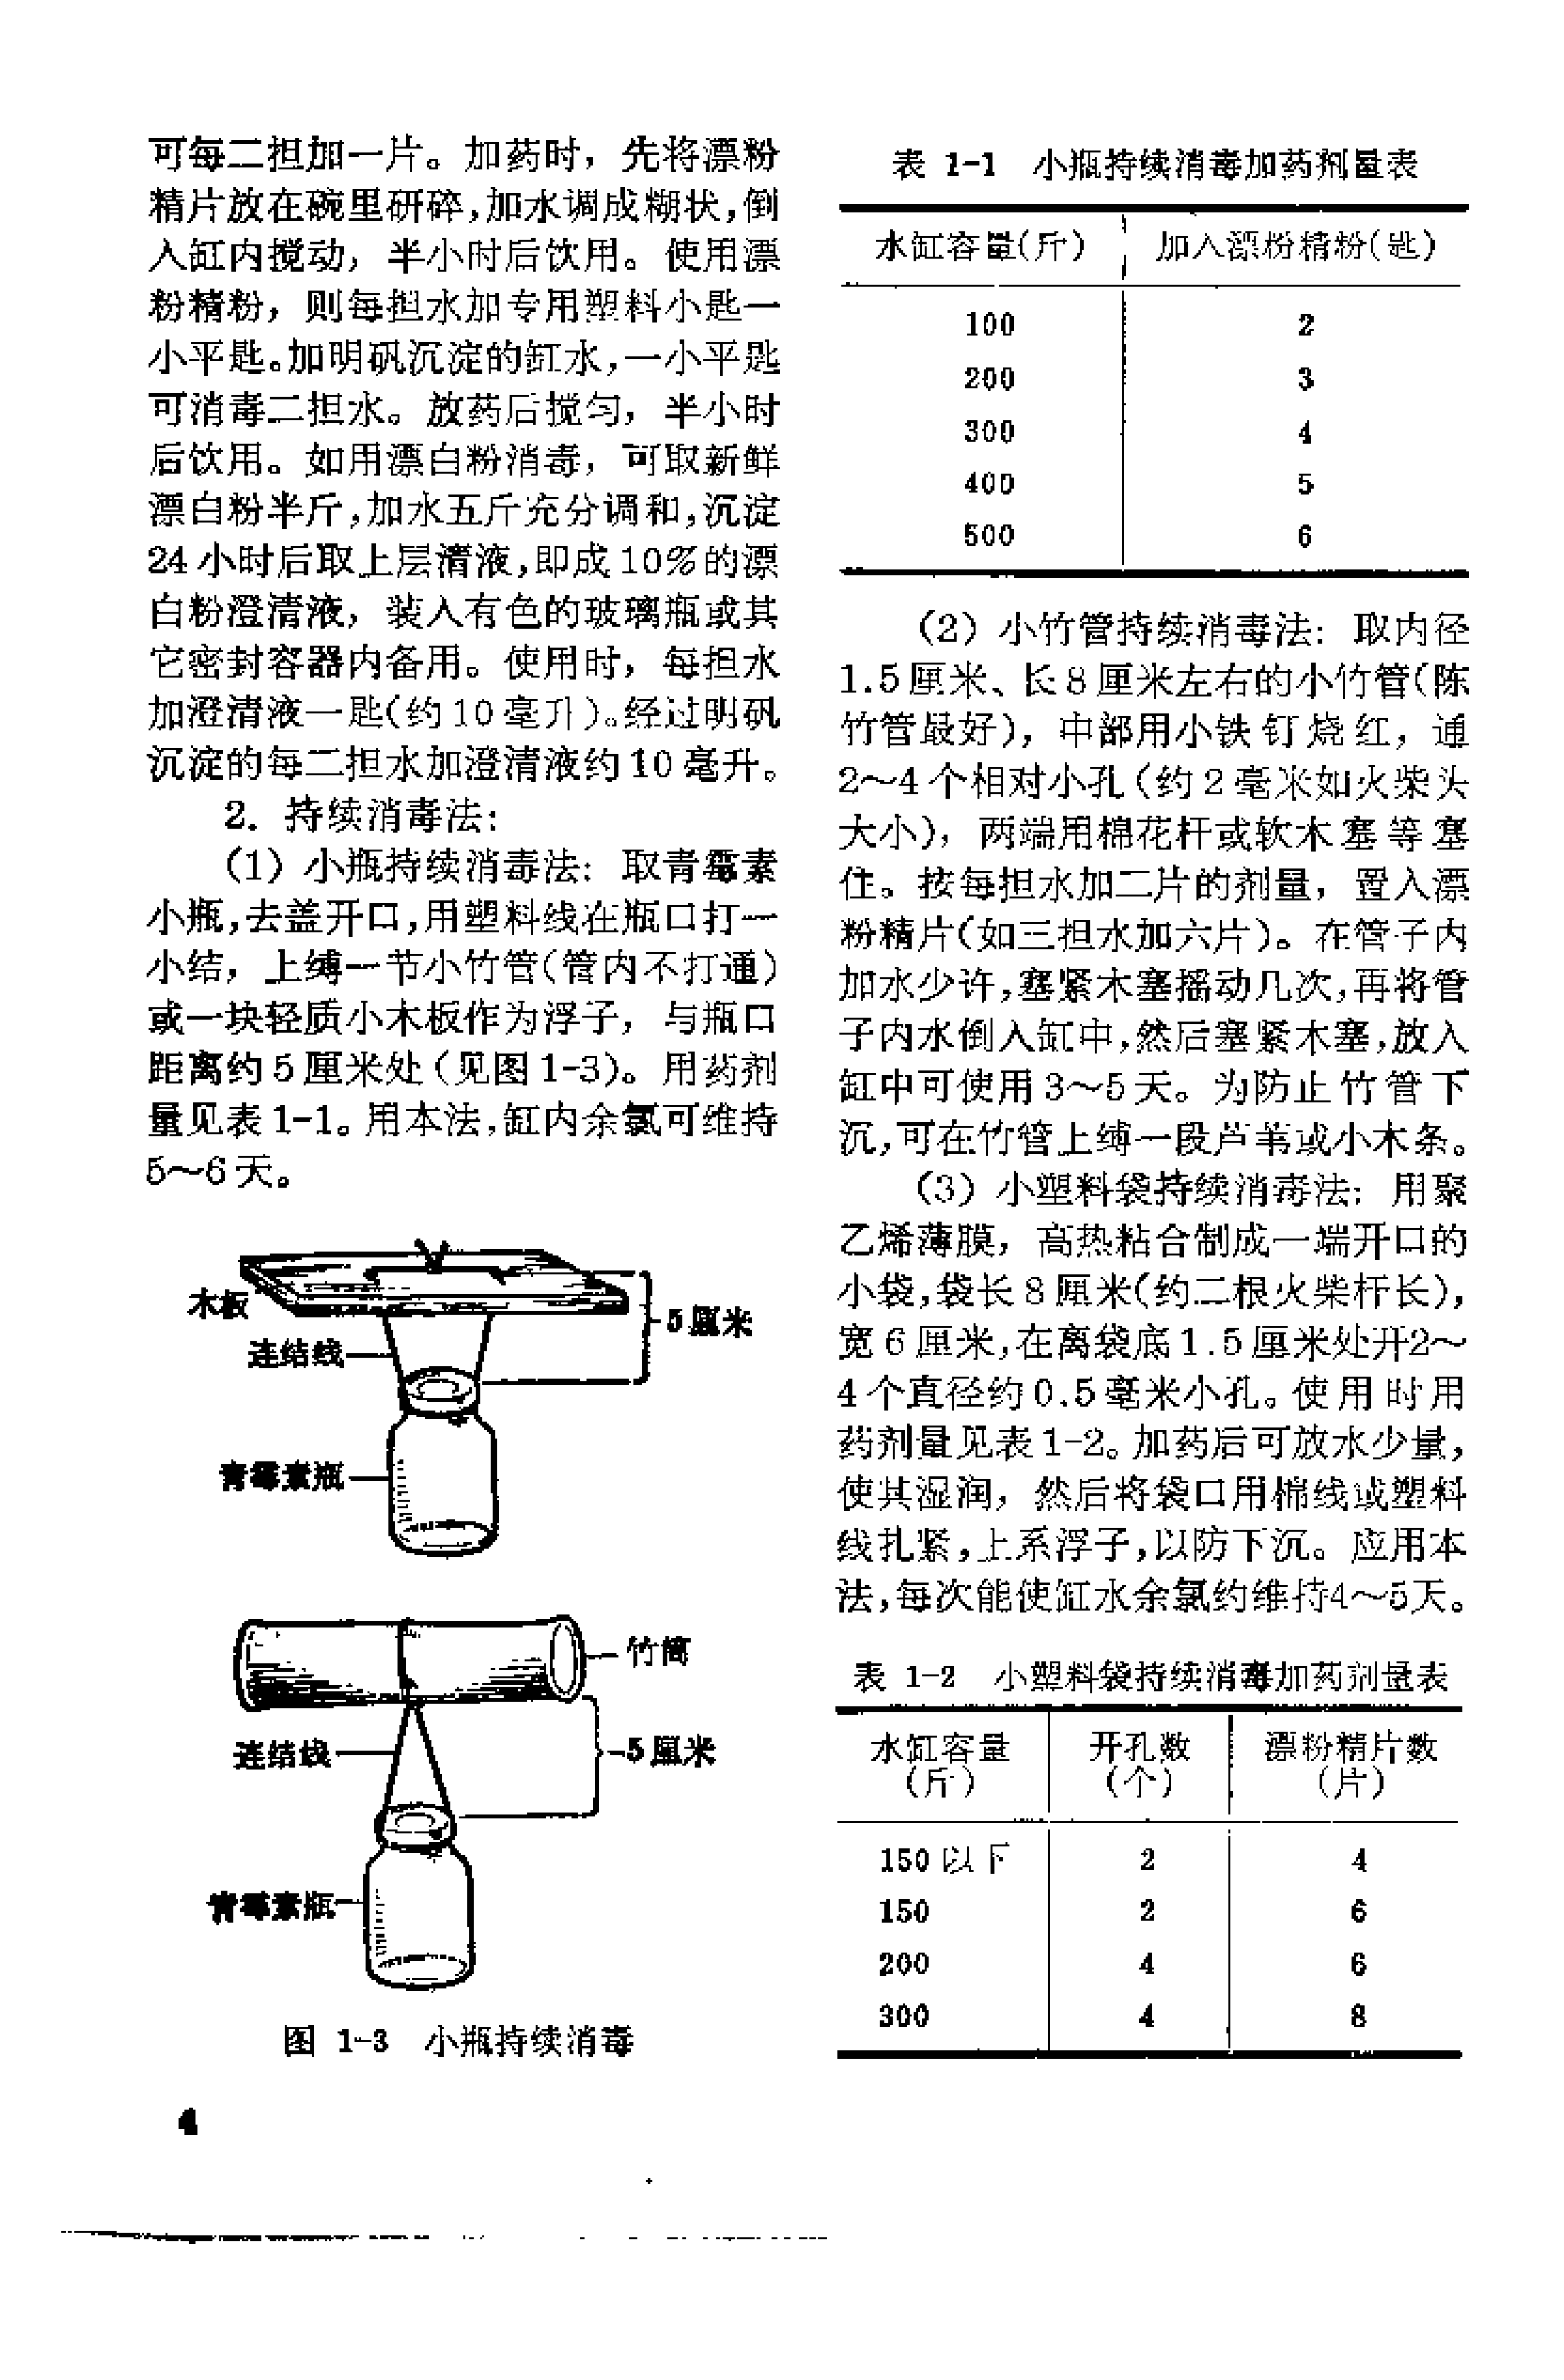 可每二担加一片。加药时，先将漂粉
精片放在碗里研碎，加水调成糊状，倒
入缸内搅动，半小时后饮用。使用漂
粉精粉，则每担水加专用塑料小匙一
小平匙。加明矾沉淀的缸水，一小平匙
可消毒二担水。放药后搅匀，半小时
后饮用。如用漂白粉消毒，可取新鲜
漂白粉半斤，加水五斤充分调和，沉淀
24小时后取上层清液，即成10%的漂
白粉澄清液，装入有色的玻璃瓶或其
它密封容器内备用。使用时，每担水
加澄清液一匙（约10毫升）。经过明矾
沉淀的每二担水加澄清液约10毫升。
2．持续消毒法：
（1）小瓶持续消毒法：取青霉素
小瓶，去盖开口，用塑料线在瓶口打一
小结，上缚一节小竹管（管内不打通）
或一块轻质小木板作为浮子，与瓶口
距离约5厘米处（见图1-3）。用药剂
量见表1-1。用本法，缸内余氯可维持
5～6天。
木板
5厘米
连结线
青霉素瓶
竹筒
连结线
5厘米
青霉素瓶
图 1-3 小瓶持续消毒
表 1-1 小瓶持续消毒加药剂量表
水缸容量（斤） 加入漂粉精粉（匙）
100 2
200 3
300 4
400 5
500 6
（2）小竹管持续消毒法：取内径
1.5厘米、长8厘米左右的小竹管（陈
竹管最好），中部用小铁钉烧红，通
2～4个相对小孔（约2毫米如火柴头
大小），两端用棉花杆或软木塞等塞
住。按每担水加二片的剂量，置入漂
粉精片（如三担水加六片）。在管子内
加水少许，塞紧木塞摇动几次，再将管
子内水倒入缸中，然后塞紧木塞，放入
缸中可使用3～5天。为防止竹管下
沉，可在竹管上缚一段芦苇或小木条。
（3）小塑料袋持续消毒法：用聚
乙烯薄膜，高热粘合制成一端开口的
小袋，袋长8厘米（约二根火柴杆长），
宽6厘米，在离袋底1.5厘米处开2～
4个直径约0.5毫米小孔。使用时用
药剂量见表1-2。加药后可放水少量，
使其湿润，然后将袋口用棉线或塑料
线扎紧，上系浮子，以防下沉。应用本
法，每次能使缸水余氯约维持4～5天。
表 1-2 小塑料袋持续消毒加药剂量表
水缸容量 开孔数 漂粉精片数
（斤） （个） （片）
150以下 2 4
150 2 6
200 4 6
300 4 8
4